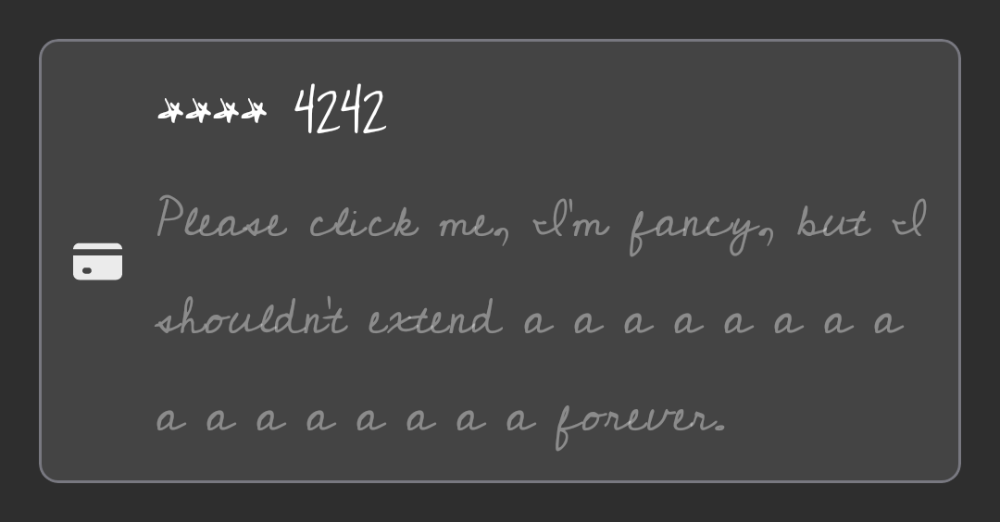 **** 4242
Please click me, I'm fancy, but I
shouldn't extend a a a a a a a a
a a a a a a a a forever.